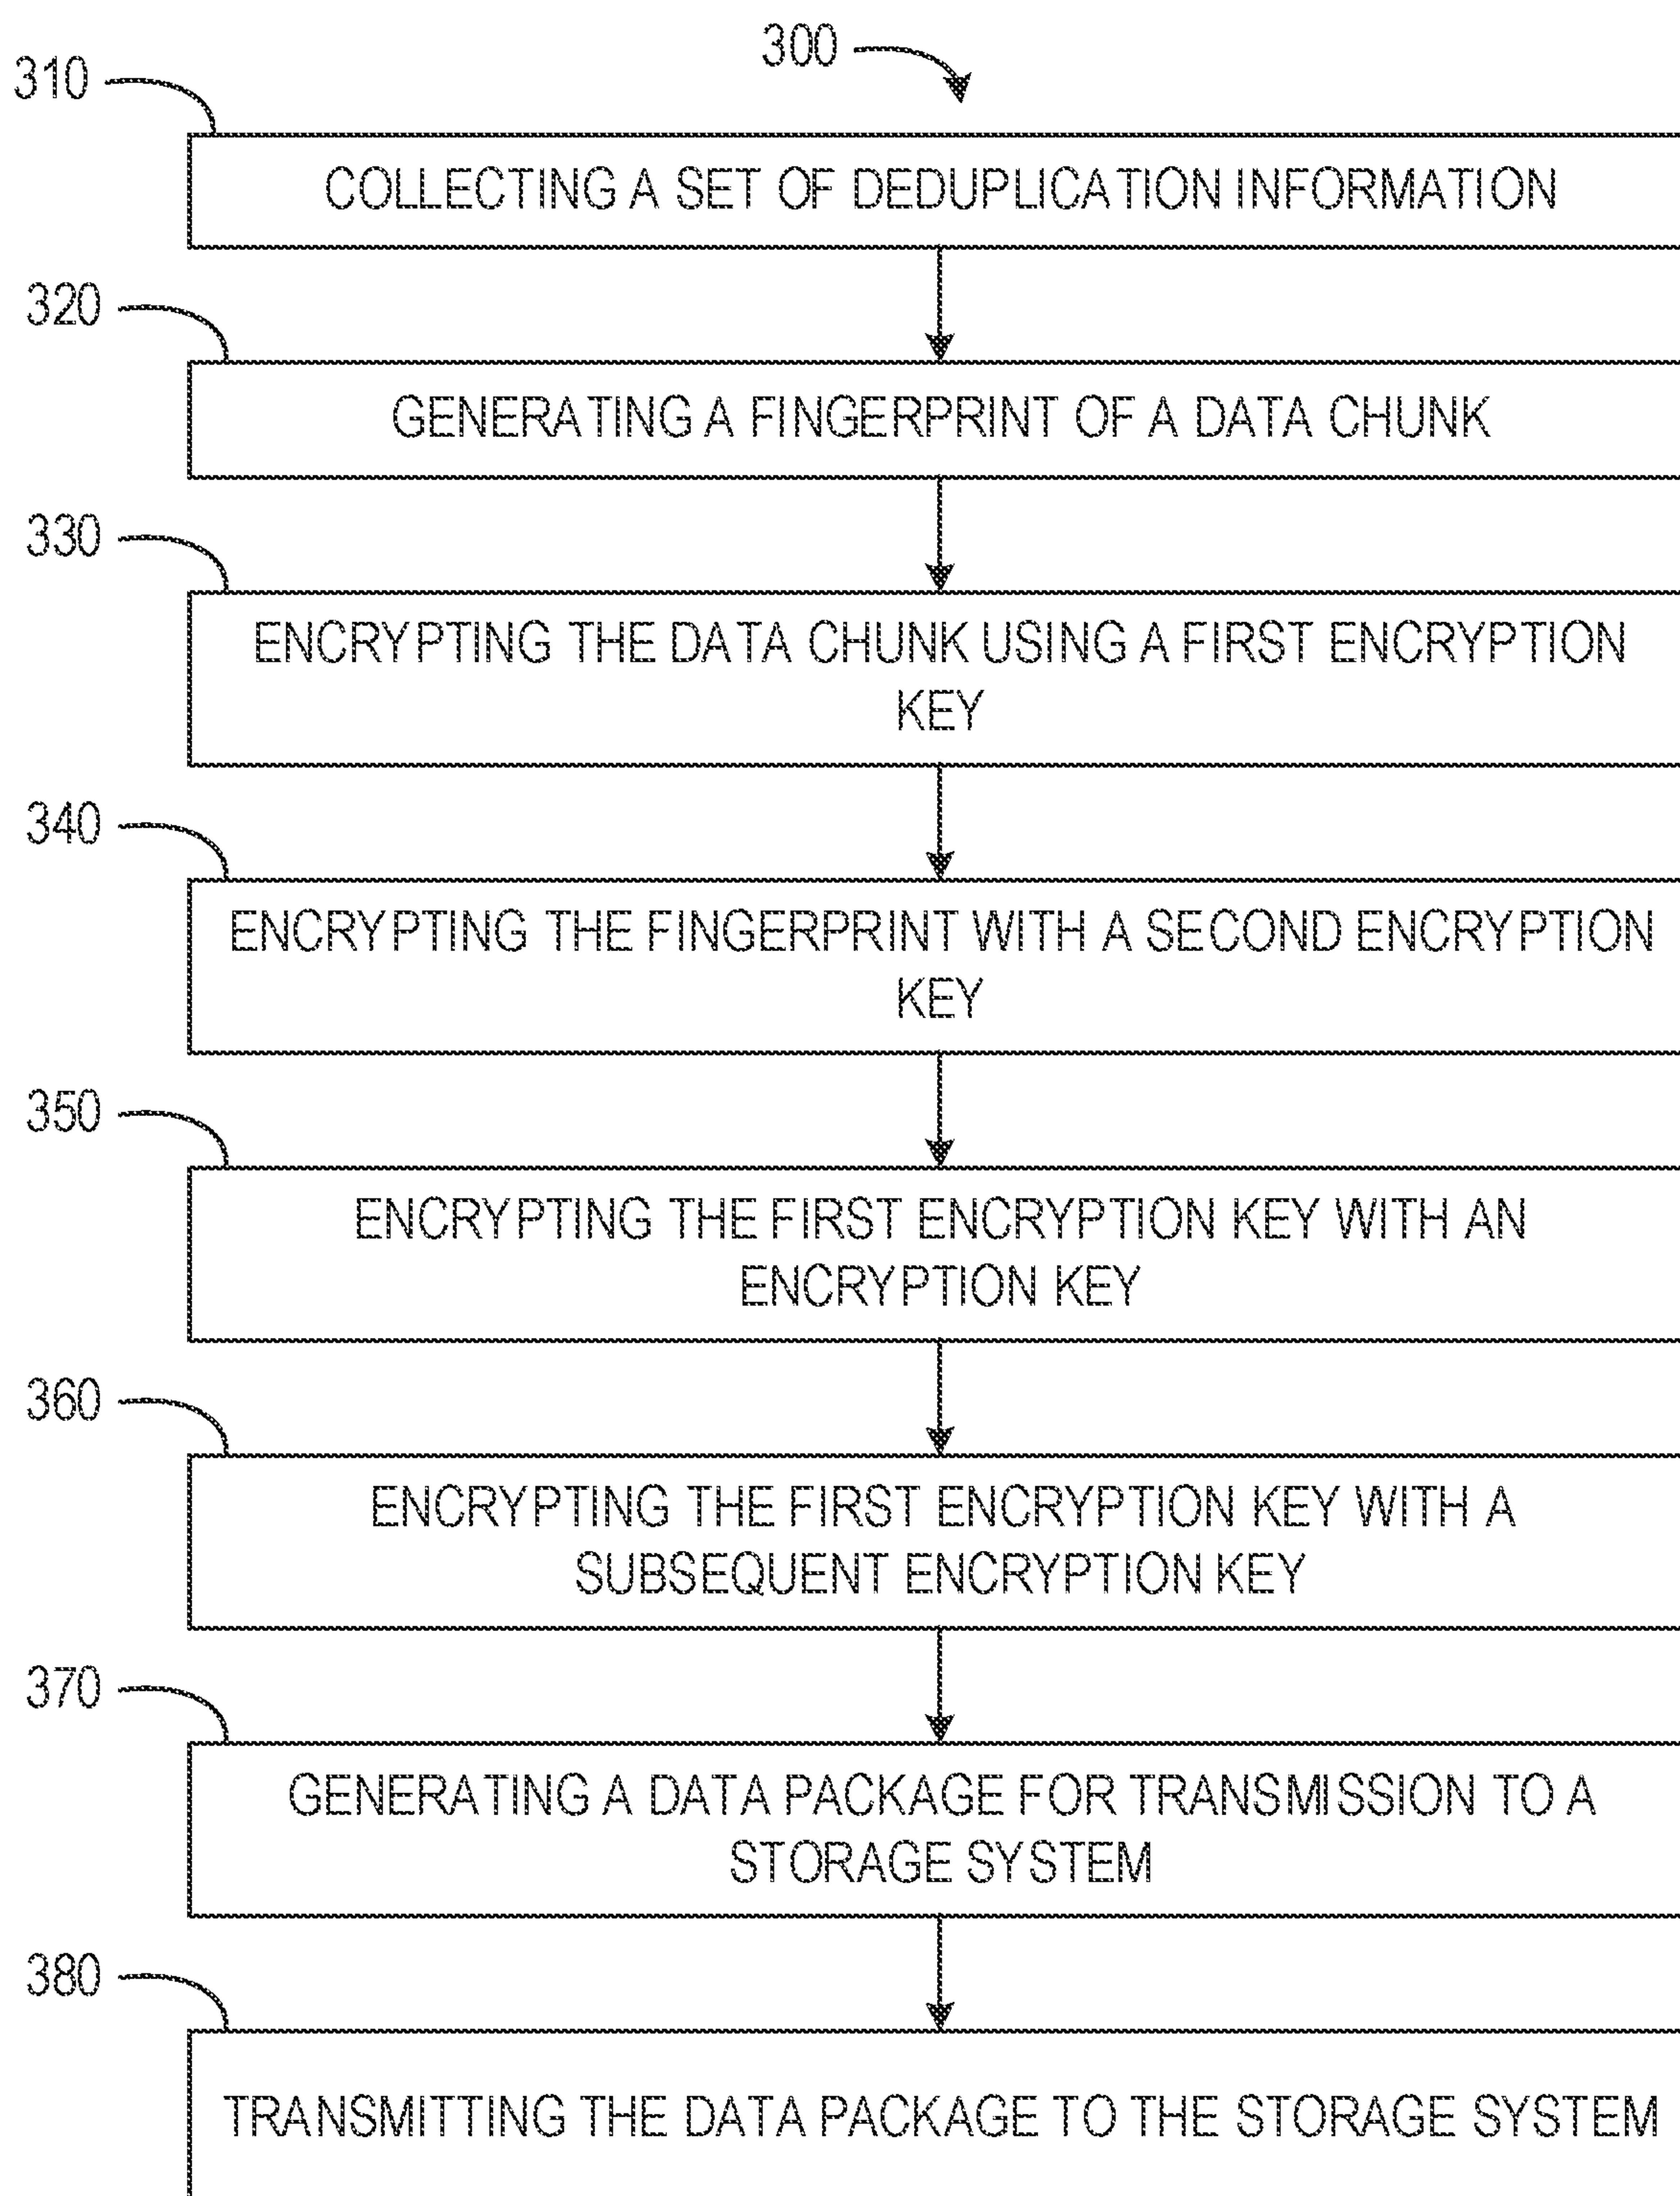 300
310
COLLECTING A SET OF DEDUPLICATION INFORMATION
320
GENERATING A FINGERPRINT OF A DATA CHUNK
330
ENCRYPTING THE DATA CHUNK USING A FIRST ENCRYPTION
KEY
340
ENCRYPTING THE FINGERPRINT WITH A SECOND ENCRYPTION
KEY
350
ENCRYPTING THE FIRST ENCRYPTION KEY WITH AN
ENCRYPTION KEY
360
ENCRYPTING THE FIRST ENCRYPTION KEY WITH A
SUBSEQUENT ENCRYPTION KEY
370
GENERATING A DATA PACKAGE FOR TRANSMISSION TO A
STORAGE SYSTEM
380
TRANSMITTING THE DATA PACKAGE TO THE STORAGE SYSTEM